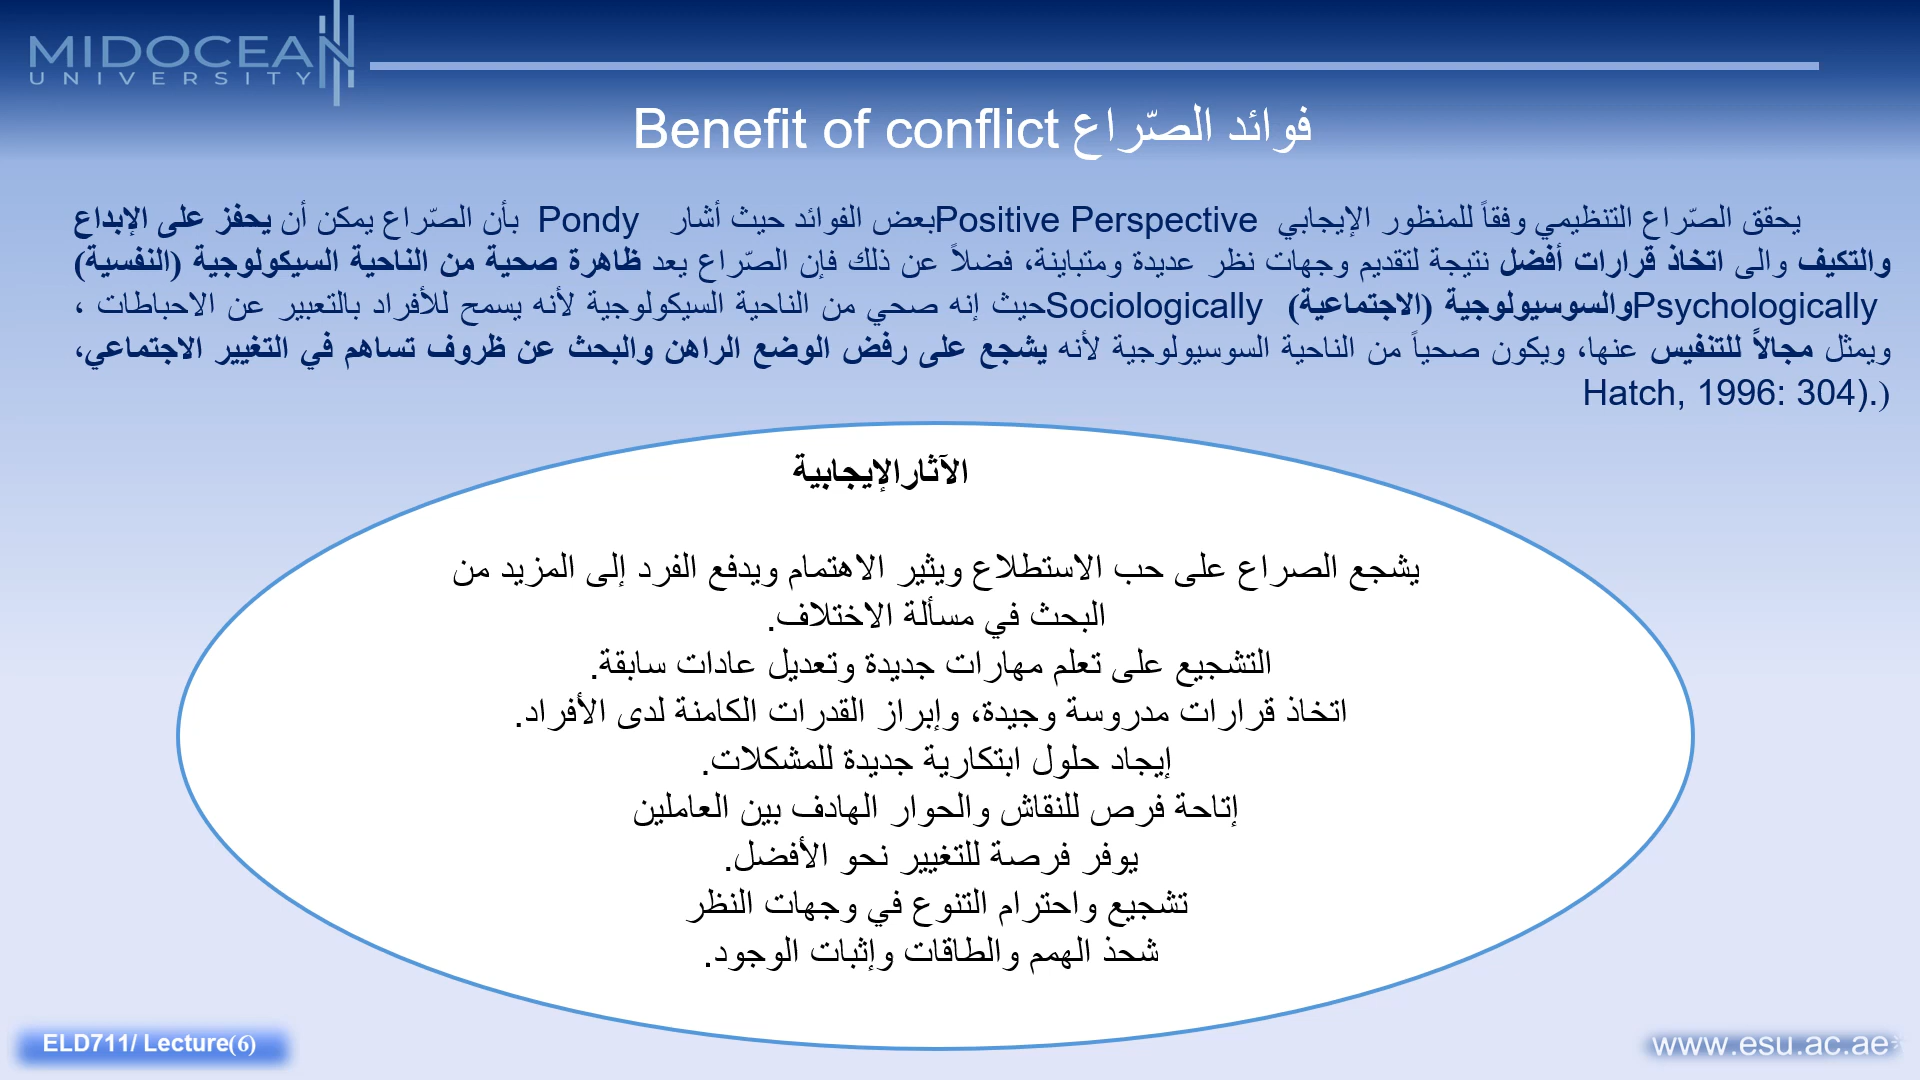 MIDOCEAN
UNIVERSITY
فوائد الصّراع Benefit of conflict
يحقق الصّراع التنظيمي وفقاً للمنظور الإيجابي Positive Perspectiveبعض الفوائد حيث أشار Pondy بأن الصّراع يمكن أن يحفز على الإبداع
والتكيف والى اتخاذ قرارات أفضل نتيجة لتقديم وجهات نظر عديدة ومتباينة، فضلاً عن ذلك فإن الصّراع يعد ظاهرة صحية من الناحية السيكولوجية (النفسية)
Psychologicallyوالسوسيولوجية (الاجتماعية) Sociologicallyحيث إنه صحي من الناحية السيكولوجية لأنه يسمح للأفراد بالتعبير عن الاحباطات ،
ويمثل مجالاً للتنفيس عنها، ويكون صحياً من الناحية السوسيولوجية لأنه يشجع على رفض الوضع الراهن والبحث عن ظروف تساهم في التغيير الاجتماعي،
Hatch, 1996: 304).)
الآثارالإيجابية
يشجع الصراع على حب الاستطلاع ويثير الاهتمام ويدفع الفرد إلى المزيد من
البحث في مسألة الاختلاف.
التشجيع على تعلم مهارات جديدة وتعديل عادات سابقة.
اتخاذ قرارات مدروسة وجيدة، وإبراز القدرات الكامنة لدى الأفراد.
إيجاد حلول ابتكارية جديدة للمشكلات.
إتاحة فرص للنقاش والحوار الهادف بين العاملين
يوفر فرصة للتغيير نحو الأفضل.
تشجيع واحترام التنوع في وجهات النظر
شحذ الهمم والطاقات وإثبات الوجود.
ELD711/ Lecture(6)
www.esu.ac.ae